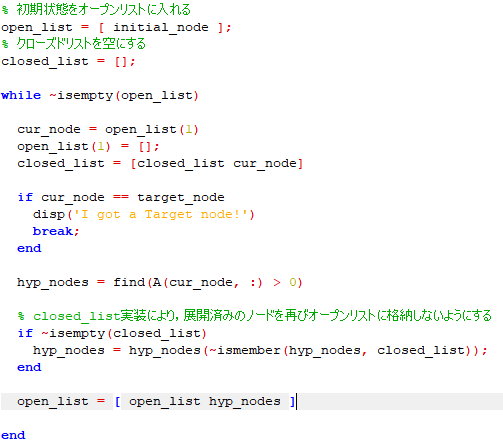 % 初期状態をオープンリストに入れる
open_list = [ initial_node ];
% クローズドリストを空にする
closed_list = [];
while ~isempty(open_list)
cur_node = open_list(1)
open_list(1) = [];
closed_list = [closed_list cur_node]
if cur_node == target_node
disp('I got a Target node!')
break;
end
hyp_nodes = find(A(cur_node, :) > 0)
% closed_list実装により，展開済みのノードを再びオープンリストに格納しないようにする
if ~isempty(closed_list)
hyp_nodes = hyp_nodes(~ismember(hyp_nodes, closed_list));
end
open_list = [ open_list hyp_nodes ]
end